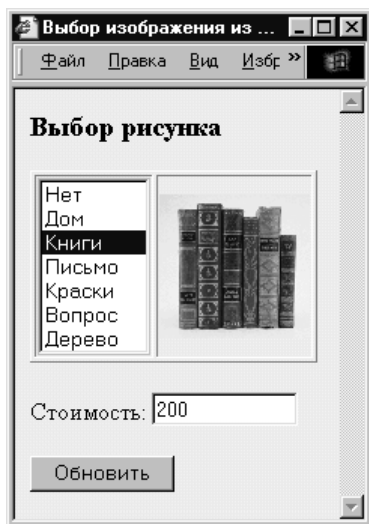 Выбор изображения из ...
Файл Правка Вид Избр »
Выбор рисунка
Нет
Дом
Книги
Письмо
Краски
Вопрос
Дерево
Стоимость: 200
Обновить